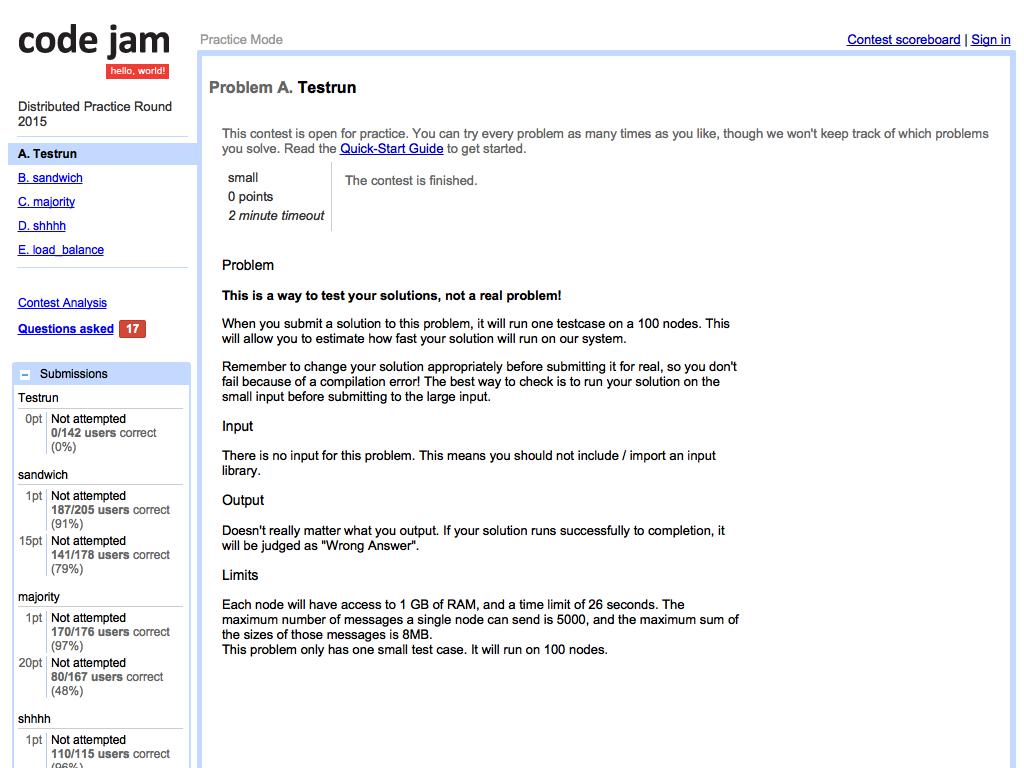 code jam
hello, world!
Practice Mode
Contest scoreboard | Sign in
Distributed Practice Round
2015
A. Testrun
B. sandwich
C. majority
D. shhhh
E. load_balance
Contest Analysis
Questions asked 17
Submissions
Testrun
0pt Not attempted
0/142 users correct
(0%)
sandwich
1pt Not attempted
187/205 users correct
(91%)
15pt Not attempted
141/178 users correct
(79%)
majority
1pt Not attempted
170/176 users correct
(97%)
20pt Not attempted
80/167 users correct
(48%)
shhhh
1pt Not attempted
110/115 users correct
(96%)
Problem A. Testrun
This contest is open for practice. You can try every problem as many times as you like, though we won't keep track of which problems
you solve. Read the Quick-Start Guide to get started.
small
0 points
2 minute timeout
The contest is finished.
Problem
This is a way to test your solutions, not a real problem!
When you submit a solution to this problem, it will run one testcase on a 100 nodes. This
will allow you to estimate how fast your solution will run on our system.
Remember to change your solution appropriately before submitting it for real, so you don't
fail because of a compilation error! The best way to check is to run your solution on the
small input before submitting to the large input.
Input
There is no input for this problem. This means you should not include / import an input
library.
Output
Doesn't really matter what you output. If your solution runs successfully to completion, it
will be judged as "Wrong Answer".
Limits
Each node will have access to 1 GB of RAM, and a time limit of 26 seconds. The
maximum number of messages a single node can send is 5000, and the maximum sum of
the sizes of those messages is 8MB.
This problem only has one small test case. It will run on 100 nodes.